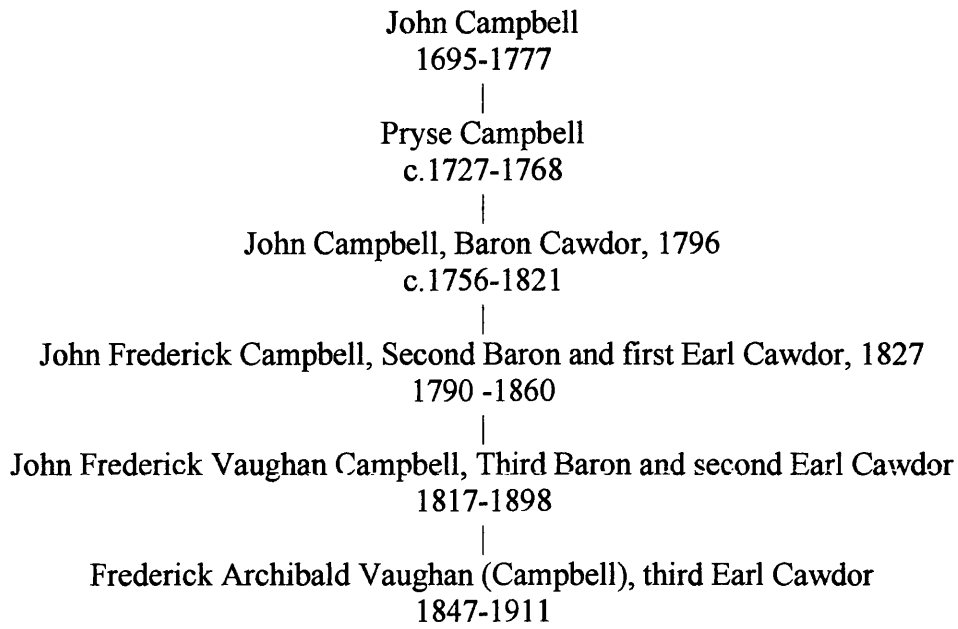 John Campbell
1695-1777
Pryse Campbell
c.1727-1768
John Campbell, Baron Cawdor, 1796
c.1756-1821
John Frederick Campbell, Second Baron and first Earl Cawdor, 1827
1790 -1860
John Frederick Vaughan Campbell, Third Baron and second Earl Cawdor
1817-1898
Frederick Archibald Vaughan (Campbell), third Earl Cawdor
1847-1911